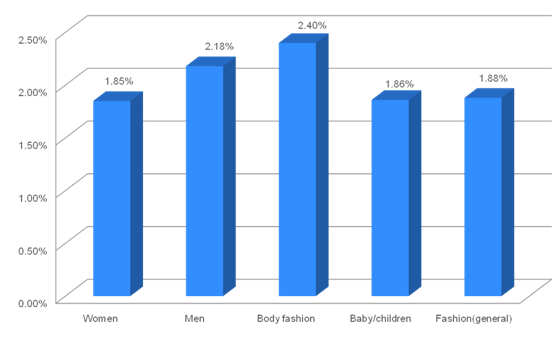 2.50%
2.00%
1.50%
1.00%
0.50%
0.00%
1.85%
2.18%
2.40%
1.86%
1.88%
Women
Men
Body fashion
Baby/children
Fashion(general)